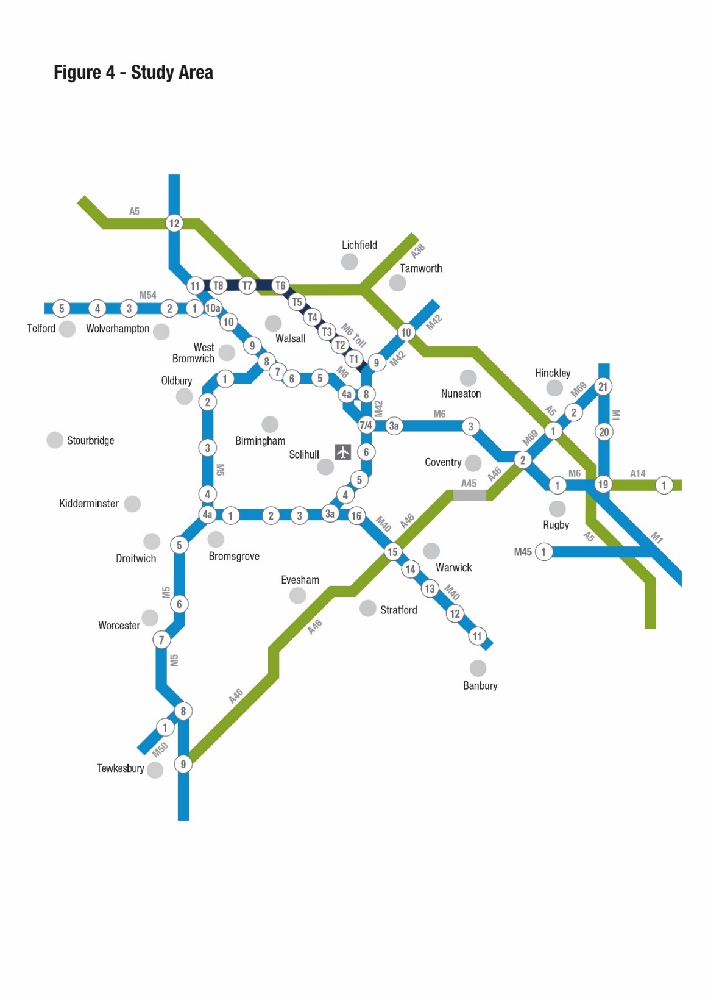 Figure 4 - Study Area
A5
12
Lichfield
A38
Tamworth
11
T8
T7
T6
M54
T5
5
4
3
2
1
10a
T4
10
M42
Telford
Wolverhampton
Walsall
T3
M6 Toll
10
West
Bromwich
9
T2
8
T1
9
M42
7
Oldbury
1
6
5
M6
Hinckley
2
4a
8
Nuneaton
M69
21
M42
A5
2
M1
7/4
3a
M6
3
1
20
Stourbridge
Birmingham
M69
3
Solihull
6
Coventry
2
M5
5
A46
M6
A14
A45
1
19
1
4
4
Kidderminster
Rugby
4a
1
2
3
3a
16
M40
A46
5
Bromsgrove
A5
M1
Droitwich
15
M45
1
14
Warwick
Evesham
13
M40
M5
6
Stratford
12
Worcester
A46
7
11
M5
Banbury
A46
8
1
M50
Tewkesbury
9